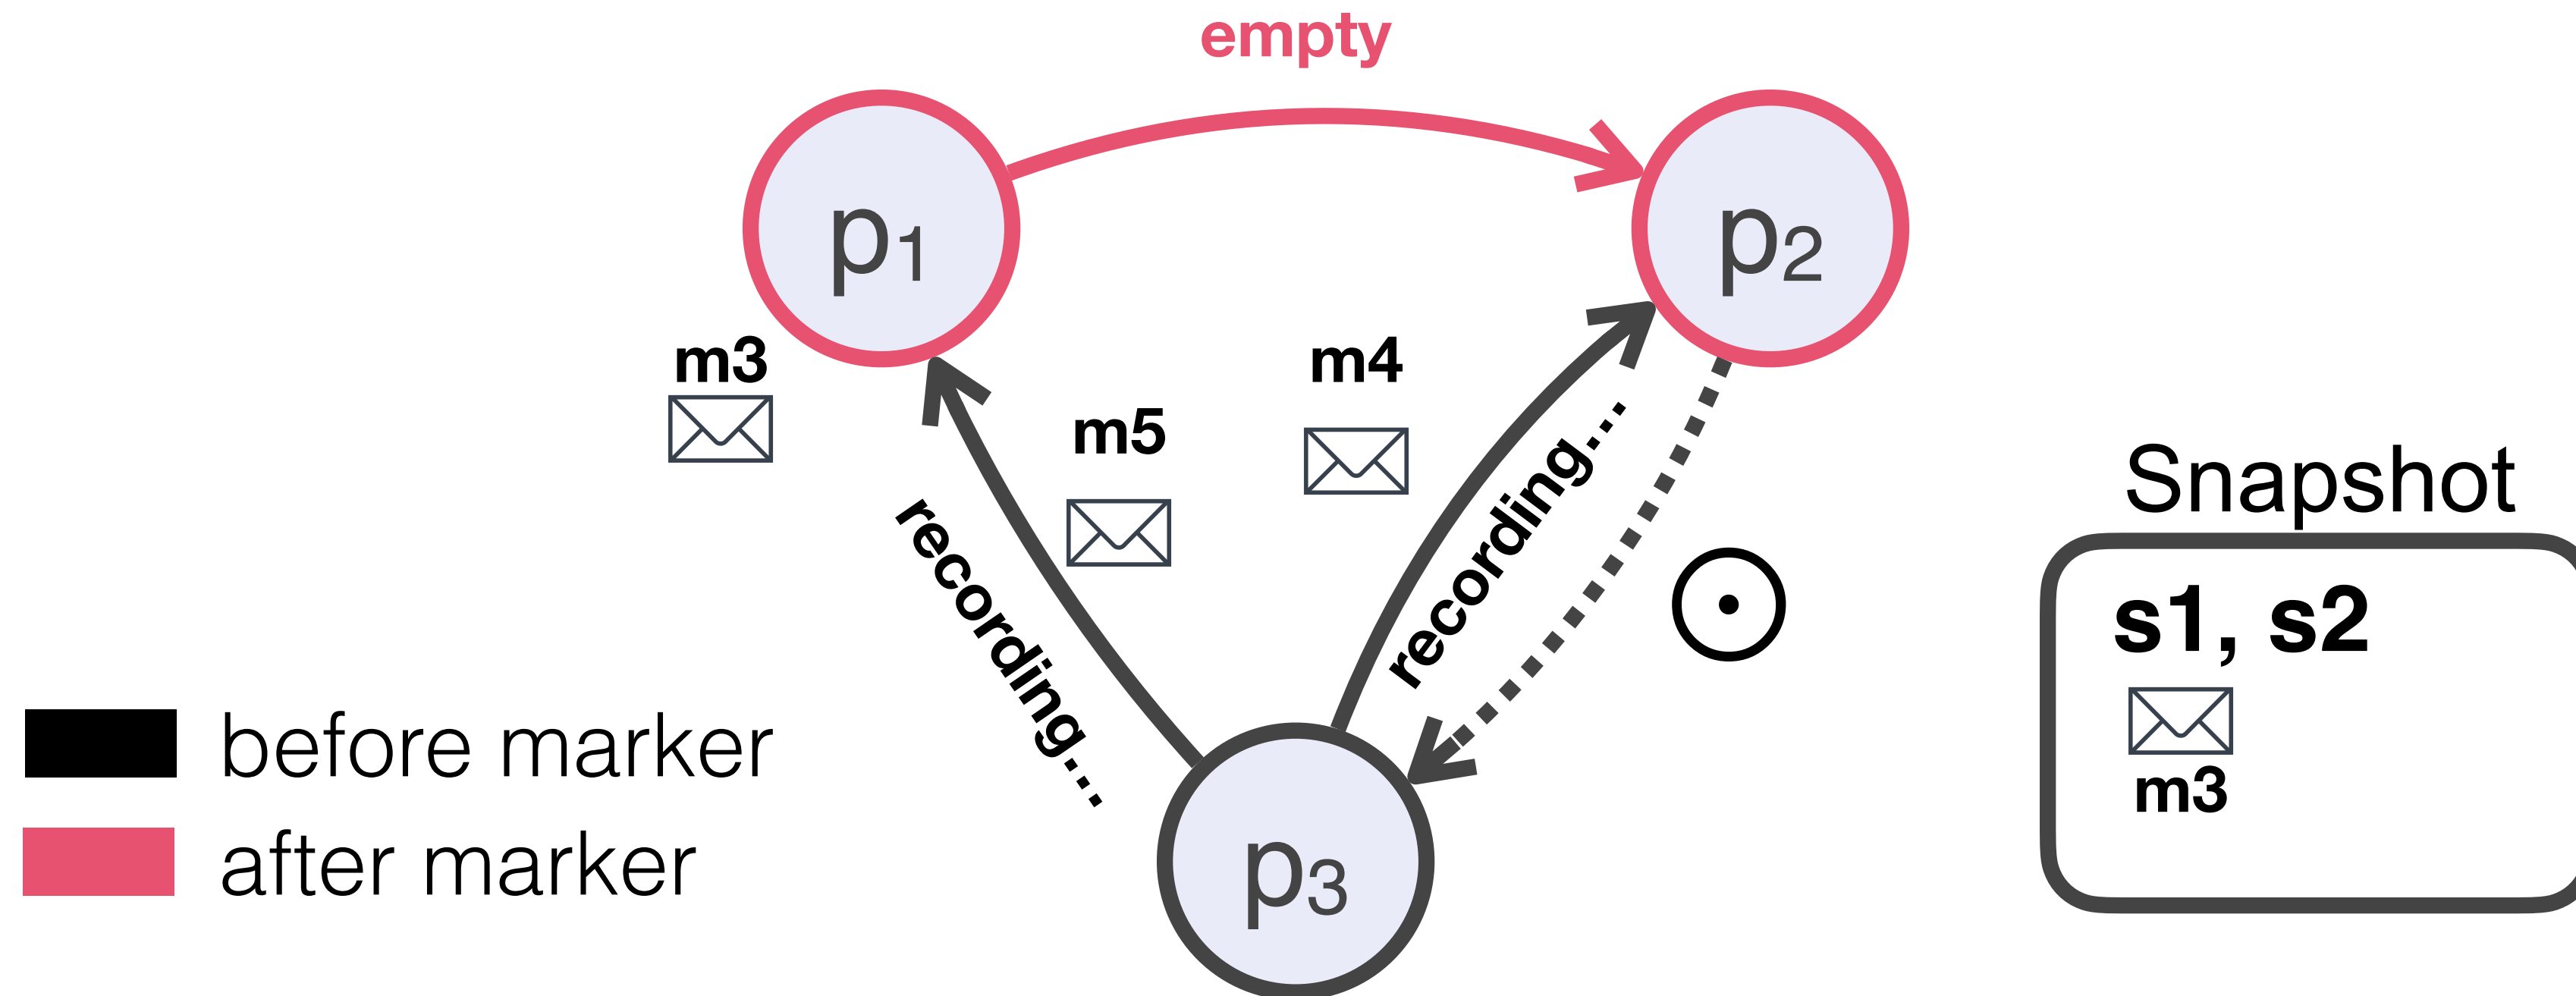 empty
p1
p2
m3
m4
m5
recording...
recording...
Snapshot
s1, s2
m3
before marker
after marker
p3